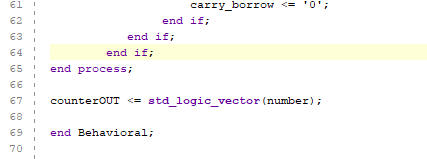 61 carry_borrow <= '0';
62 end if;
63 end if;
64 end if;
65 end process;
66
67 counterOUT <= std_logic_vector(number);
68
69 end Behavioral;
70